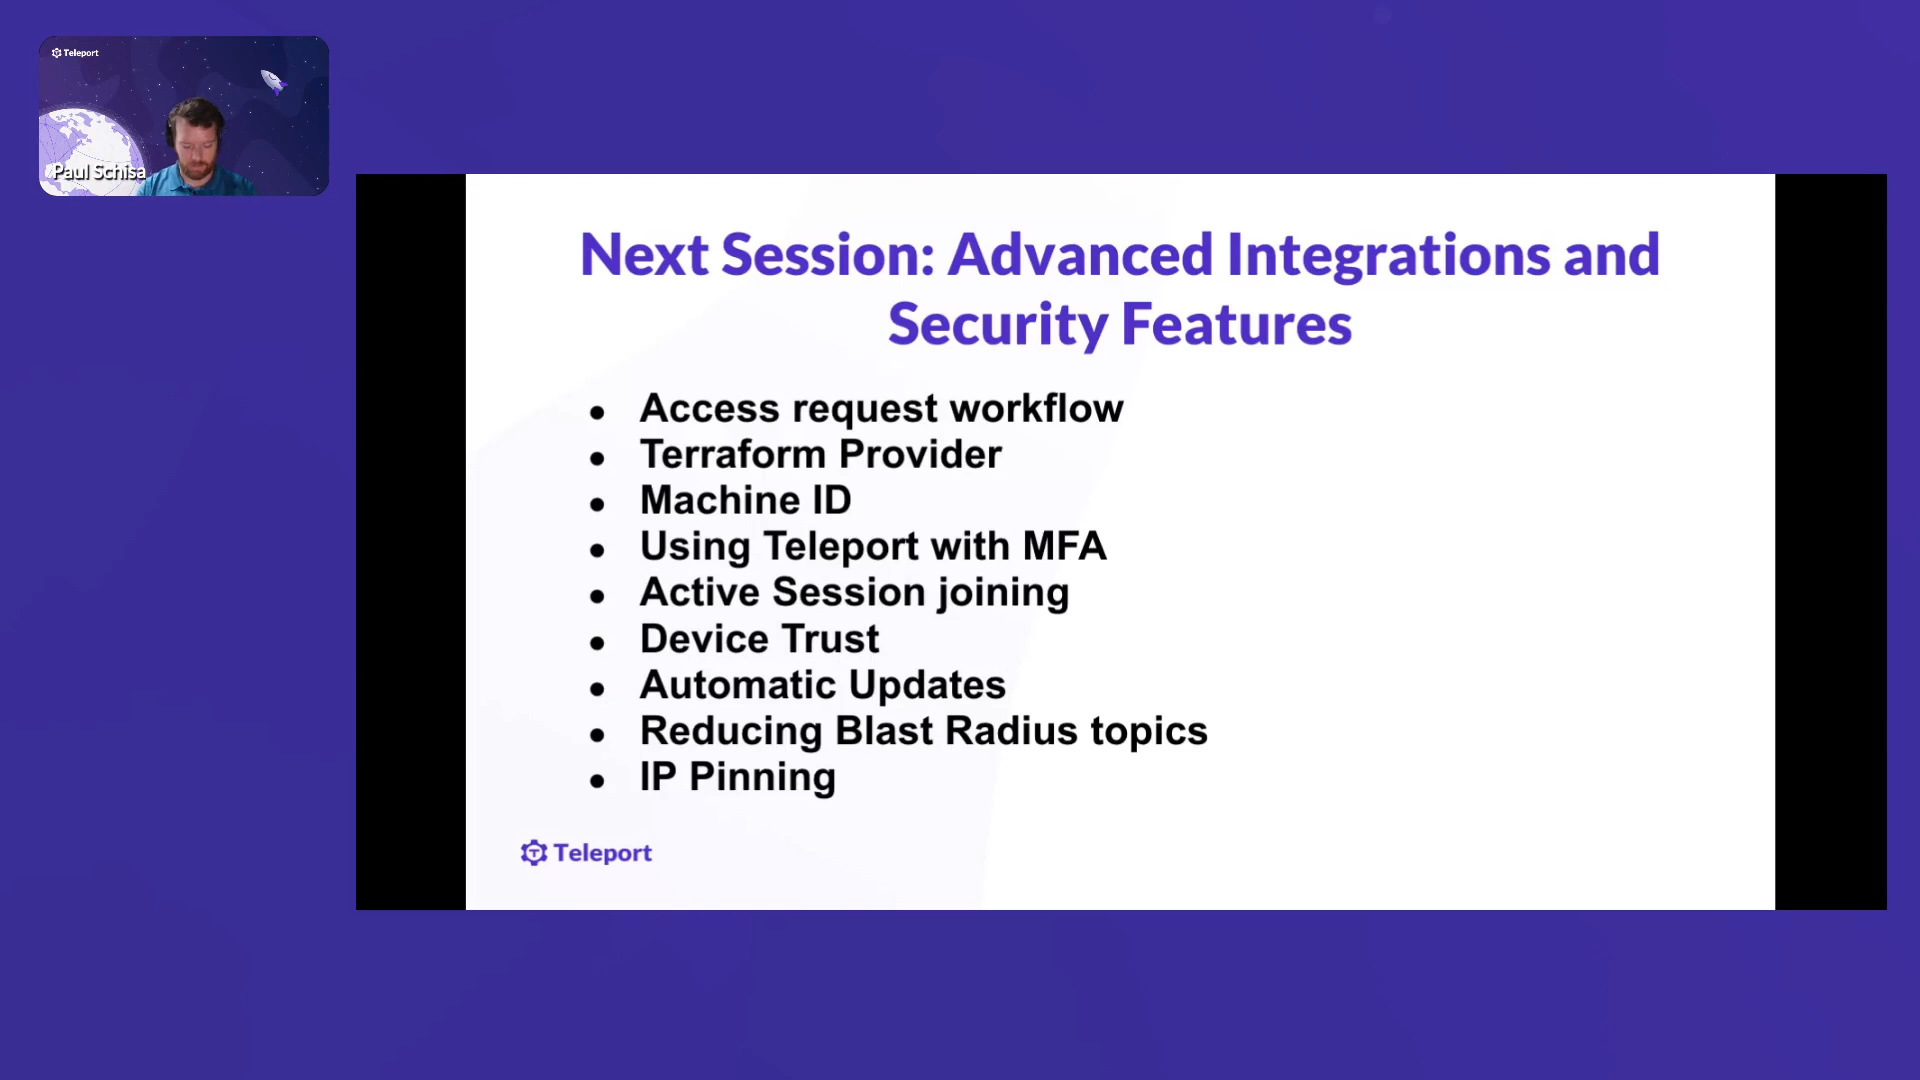 Teleport
Paul Schisa
Next Session: Advanced Integrations and
Security Features
● Access request workflow
● Terraform Provider
● Machine ID
● Using Teleport with MFA
● Active Session joining
● Device Trust
● Automatic Updates
● Reducing Blast Radius topics
● IP Pinning
Teleport